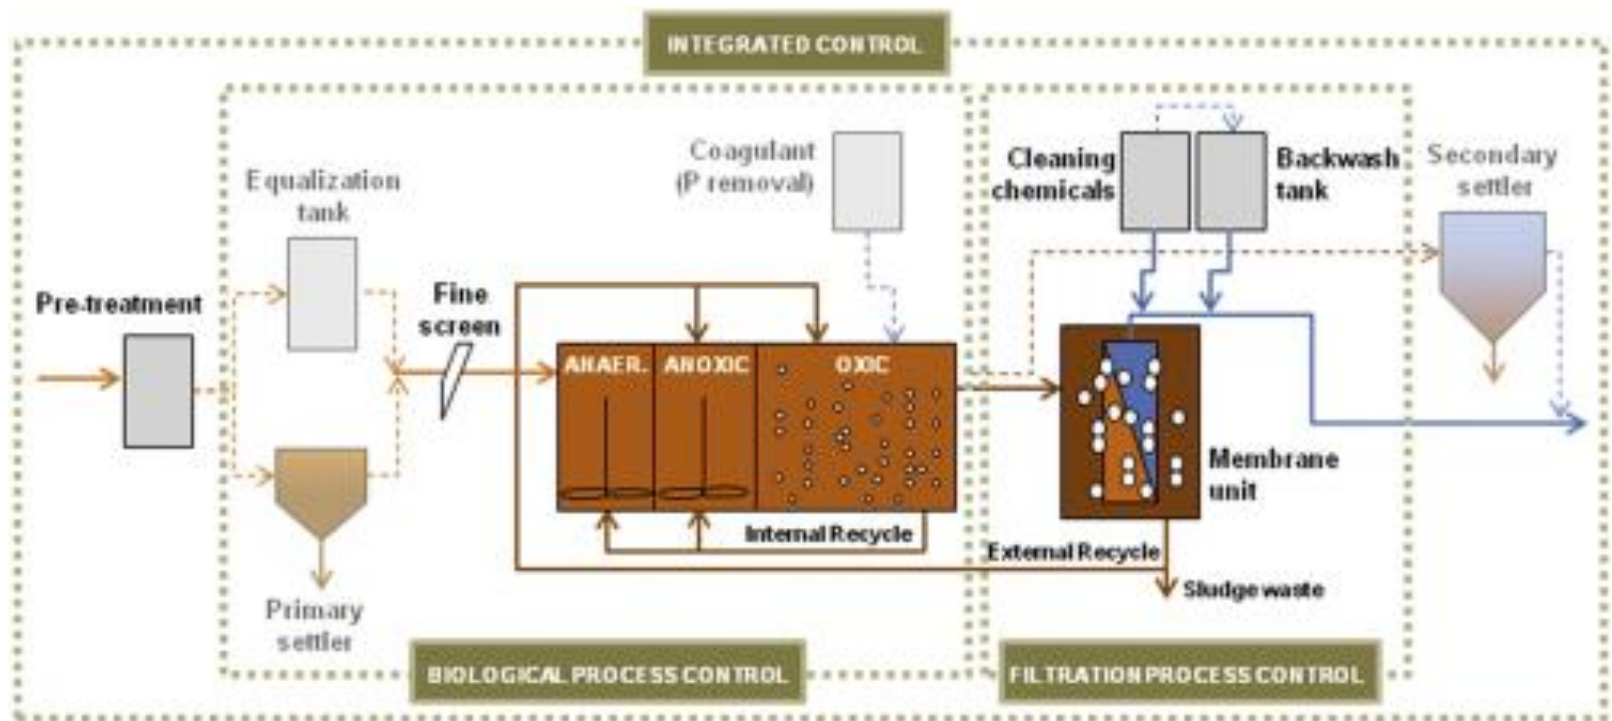 INTEGRATED CONTROL
Coagulant
(P removal)
Cleaning
chemicals
Backwash
tank
Secondary
settler
Equalization
tank
Pre-treatment
Fine
screen
ANAER.
ANOXIC
OXIC
Membrane
unit
Internal Recycle
External Recycle
Sludge waste
Primary
settler
BIOLOGICAL PROCESS CONTROL
FILTRATION PROCESS CONTROL